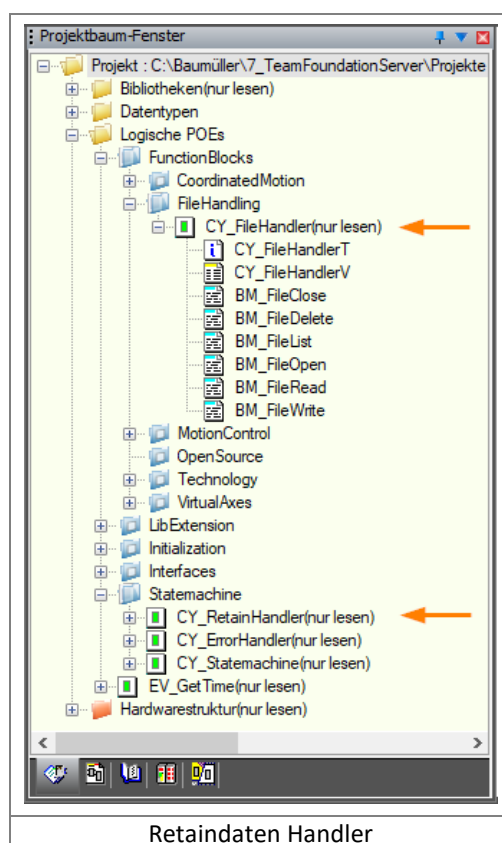 Projektbaum-Fenster
Projekt : C:\Baumüller\7_TeamFoundationServer\Projekte
Bibliotheken(nur lesen)
Datentypen
Logische POEs
FunctionBlocks
CoordinatedMotion
FileHandling
CY_FileHandler(nur lesen)
CY_FileHandlerT
CY_FileHandlerV
BM_FileClose
BM_FileDelete
BM_FileList
BM_FileOpen
BM_FileRead
BM_FileWrite
MotionControl
OpenSource
Technology
VirtualAxes
LibExtension
Initialization
Interfaces
Statemachine
CY_RetainHandler(nur lesen)
CY_ErrorHandler(nur lesen)
CY_Statemachine(nur lesen)
EV_GetTime(nur lesen)
Hardwarestruktur(nur lesen)
Retaindaten Handler